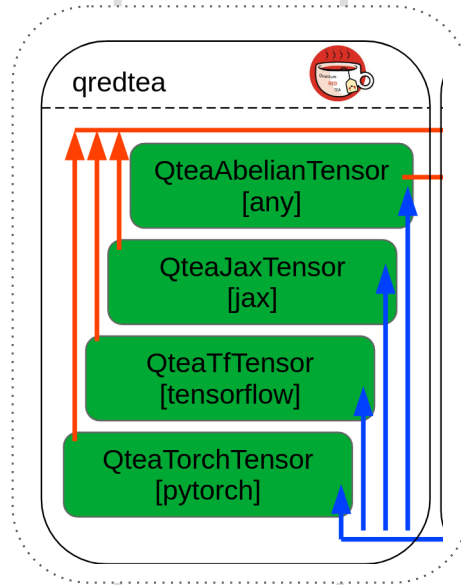 qredtea
QteaAbelianTensor
[any]
QteaJaxTensor
[jax]
QteaTfTensor
[tensorflow]
QteaTorchTensor
[pytorch]